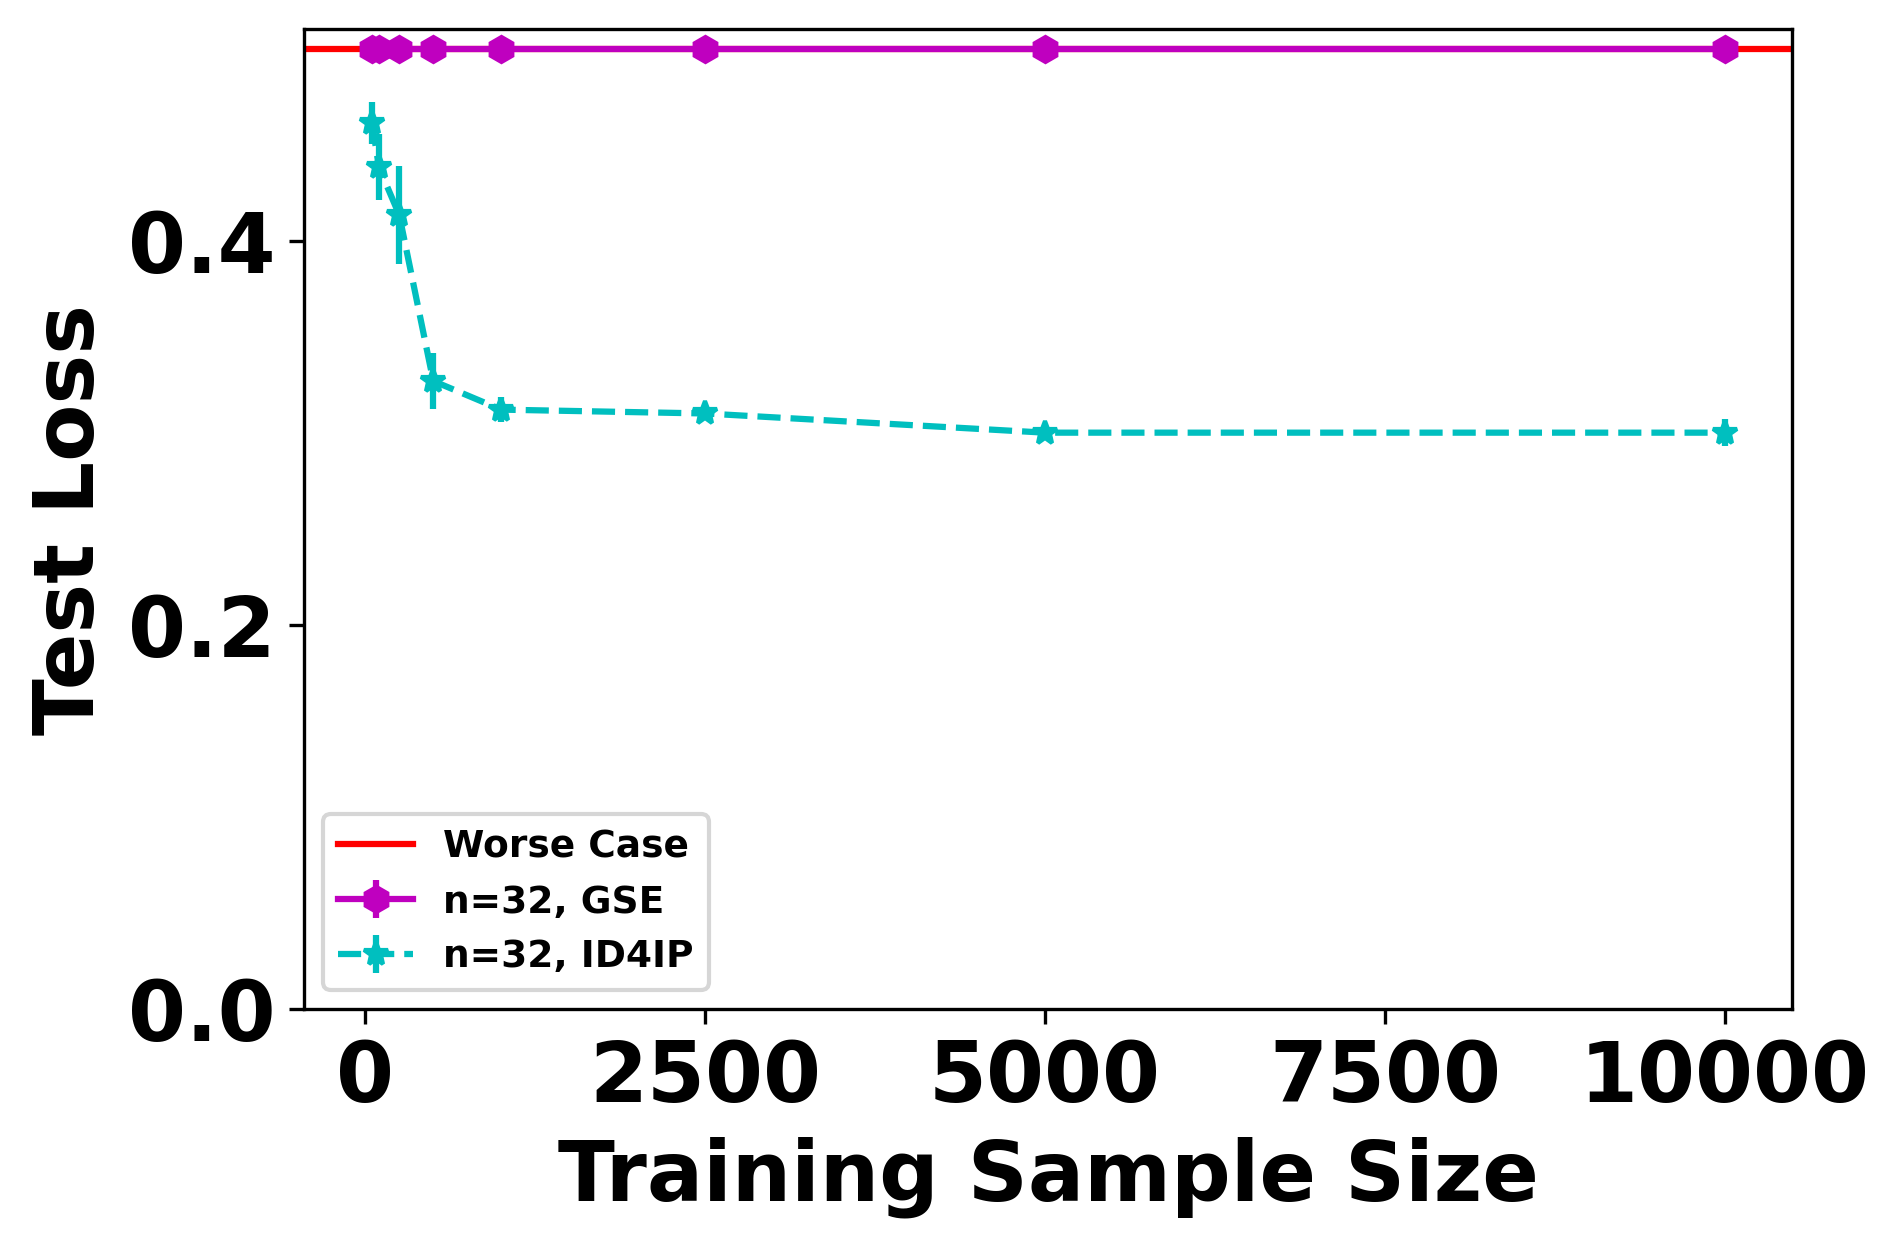 Test Loss
0.4
0.2
0.0
Worse Case
n=32, GSE
n=32, ID4IP
0 2500 5000 7500 10000
Training Sample Size